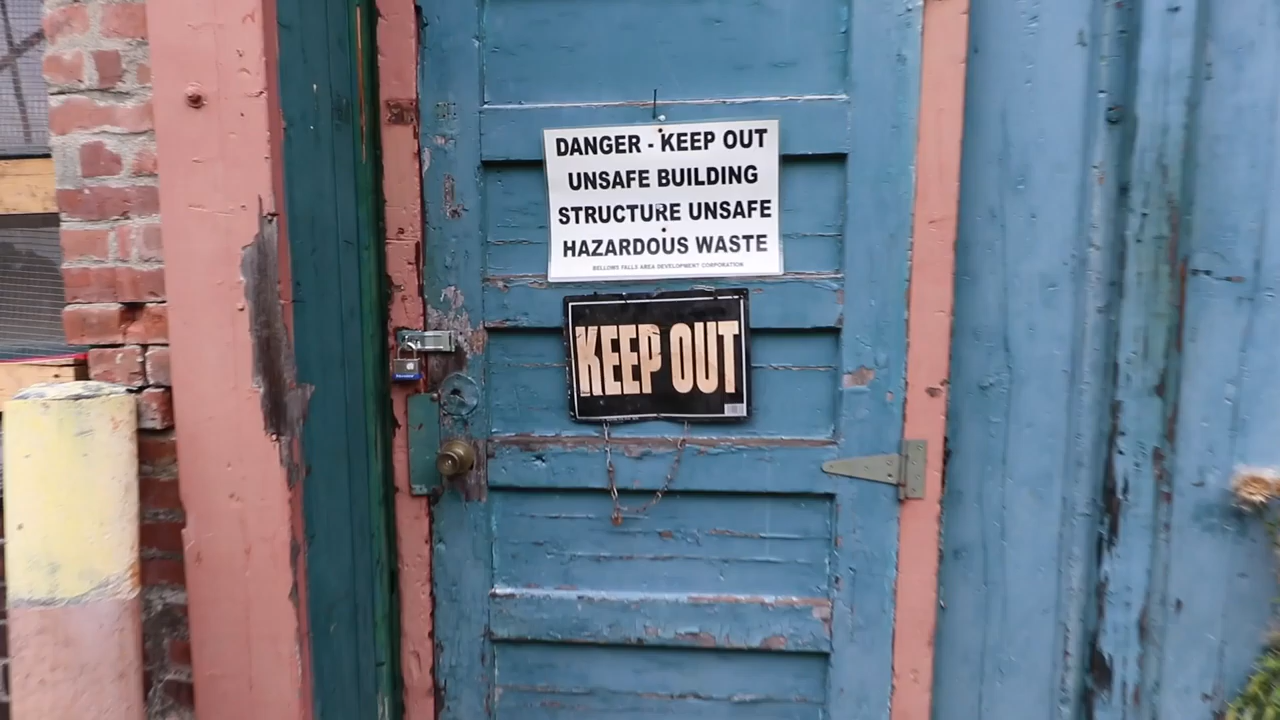 DANGER - KEEP OUT
UNSAFE BUILDING
STRUCTURE UNSAFE
HAZARDOUS WASTE
BELLOWS FALLS AREA DEVELOPMENT CORPORATION
KEEP OUT